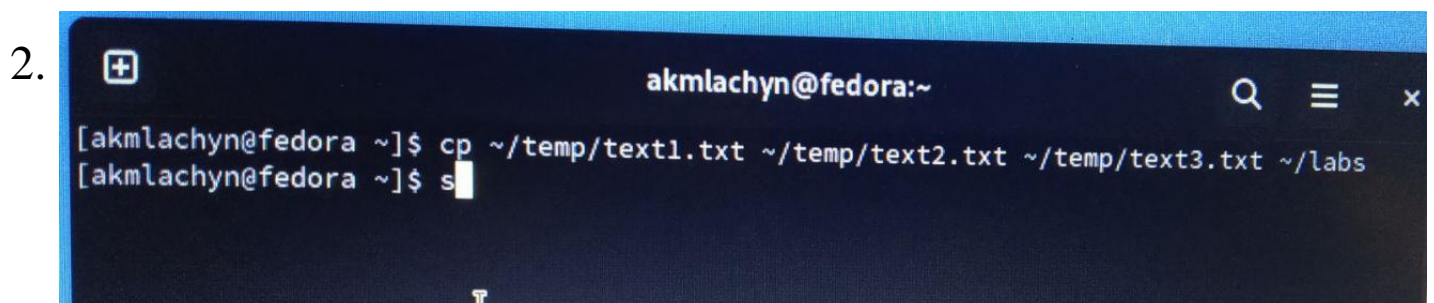 2.
akmlachyn@fedora:~
[akmlachyn@fedora ~]$ cp ~/temp/text1.txt ~/temp/text2.txt ~/temp/text3.txt ~/labs
[akmlachyn@fedora ~]$ s